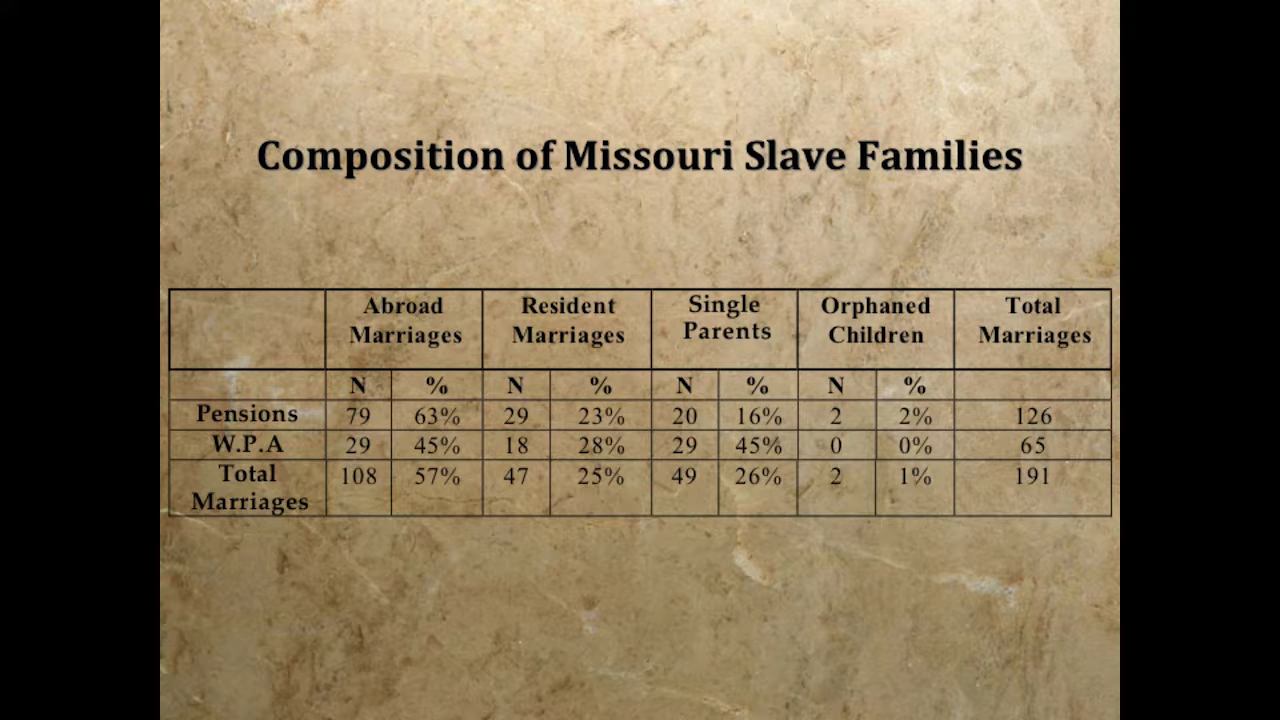 Composition of Missouri Slave Families
Abroad Marriages Resident Marriages Single Parents Orphaned Children Total Marriages
N % N % N % N %
Pensions 79 63% 29 23% 20 16% 2 2% 126
W.P.A 29 45% 18 28% 29 45% 0 0% 65
Total Marriages 108 57% 47 25% 49 26% 2 1% 191